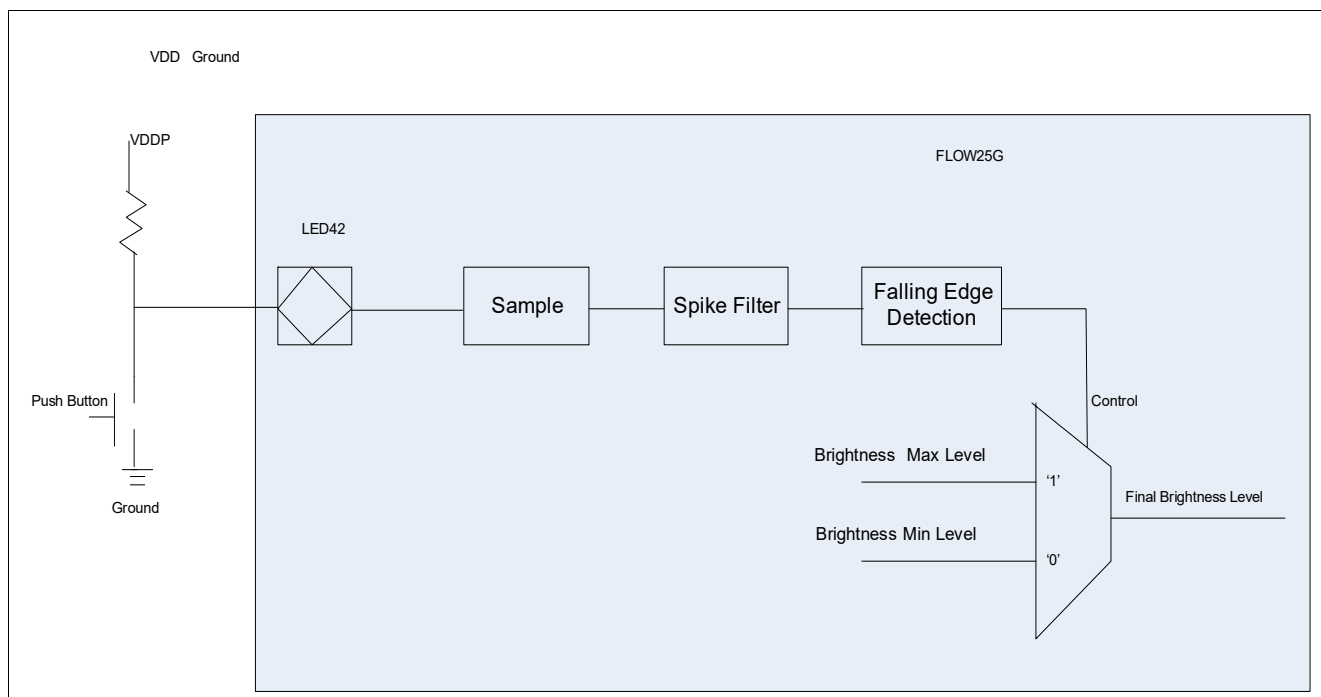 VDD Ground
VDDP
FLOW25G
LED42
Sample
Spike Filter
Falling Edge
Detection
Push Button
Control
Brightness Max Level
'1'
Final Brightness Level
Ground
Brightness Min Level
'0'